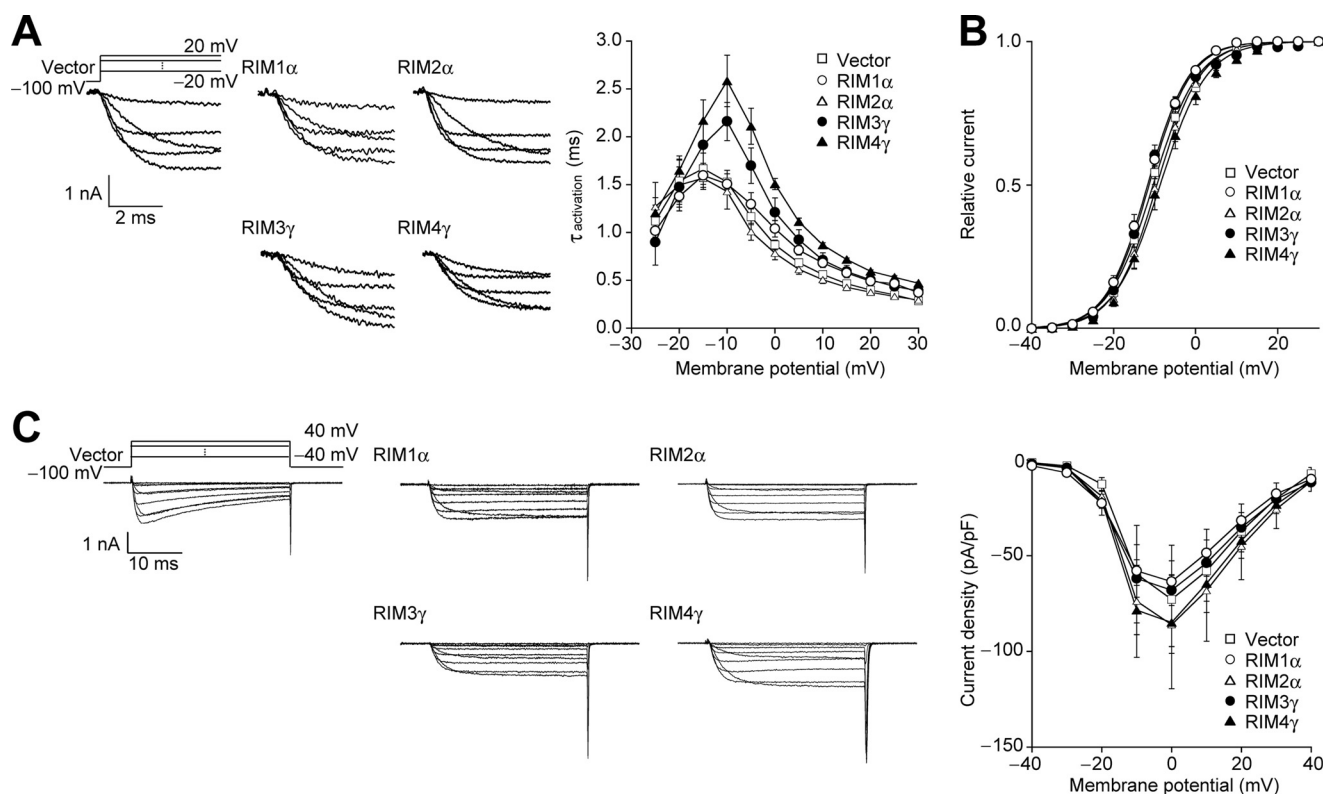 A
Vector
20 mV
−20 mV
−100 mV
RIM1α
RIM2α
1 nA
2 ms
RIM3γ
RIM4γ
3.0
2.5
2.0
1.5
1.0
0.5
0.0
τactivation (ms)
−30
−20
−10
0
10
20
30
Membrane potential (mV)
Vector
RIM1α
RIM2α
RIM3γ
RIM4γ
B
1.0
0.5
0.0
Relative current
−40
−20
0
20
Membrane potential (mV)
Vector
RIM1α
RIM2α
RIM3γ
RIM4γ
C
Vector
40 mV
−40 mV
−100 mV
1 nA
10 ms
RIM1α
RIM2α
RIM3γ
RIM4γ
0
−50
−100
−150
Current density (pA/pF)
−40
−20
0
20
40
Membrane potential (mV)
Vector
RIM1α
RIM2α
RIM3γ
RIM4γ